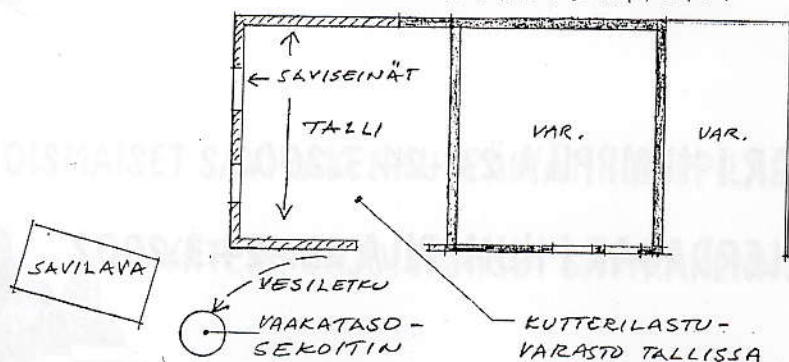 SAVISEINÄT
TALLI
VAR.
VAR.
SAVILAVA
VESILETKU
VAAKATASO-
SEKOITIN
KUTTERILASTU-
VARASTO TALLISSA